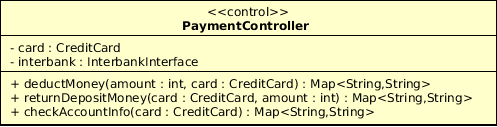 <<control>>
PaymentController
- card : CreditCard
- interbank : InterbankInterface
+ deductMoney(amount : int, card : CreditCard) : Map<String,String>
+ returnDepositMoney(card : CreditCard, amount : int) : Map<String,String>
+ checkAccountInfo(card : CreditCard) : Map<String,String>